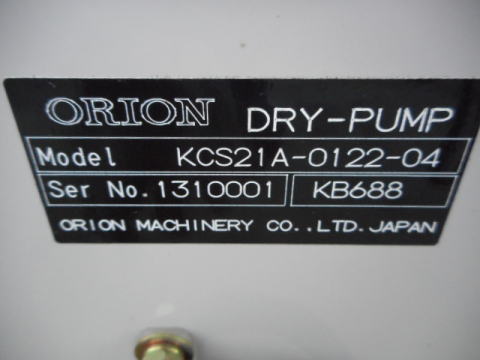 ORION DRY-PUMP
Model KCS21A-0122-04
Ser No. 1310001 KB688
ORION MACHINERY CO.,LTD. JAPAN